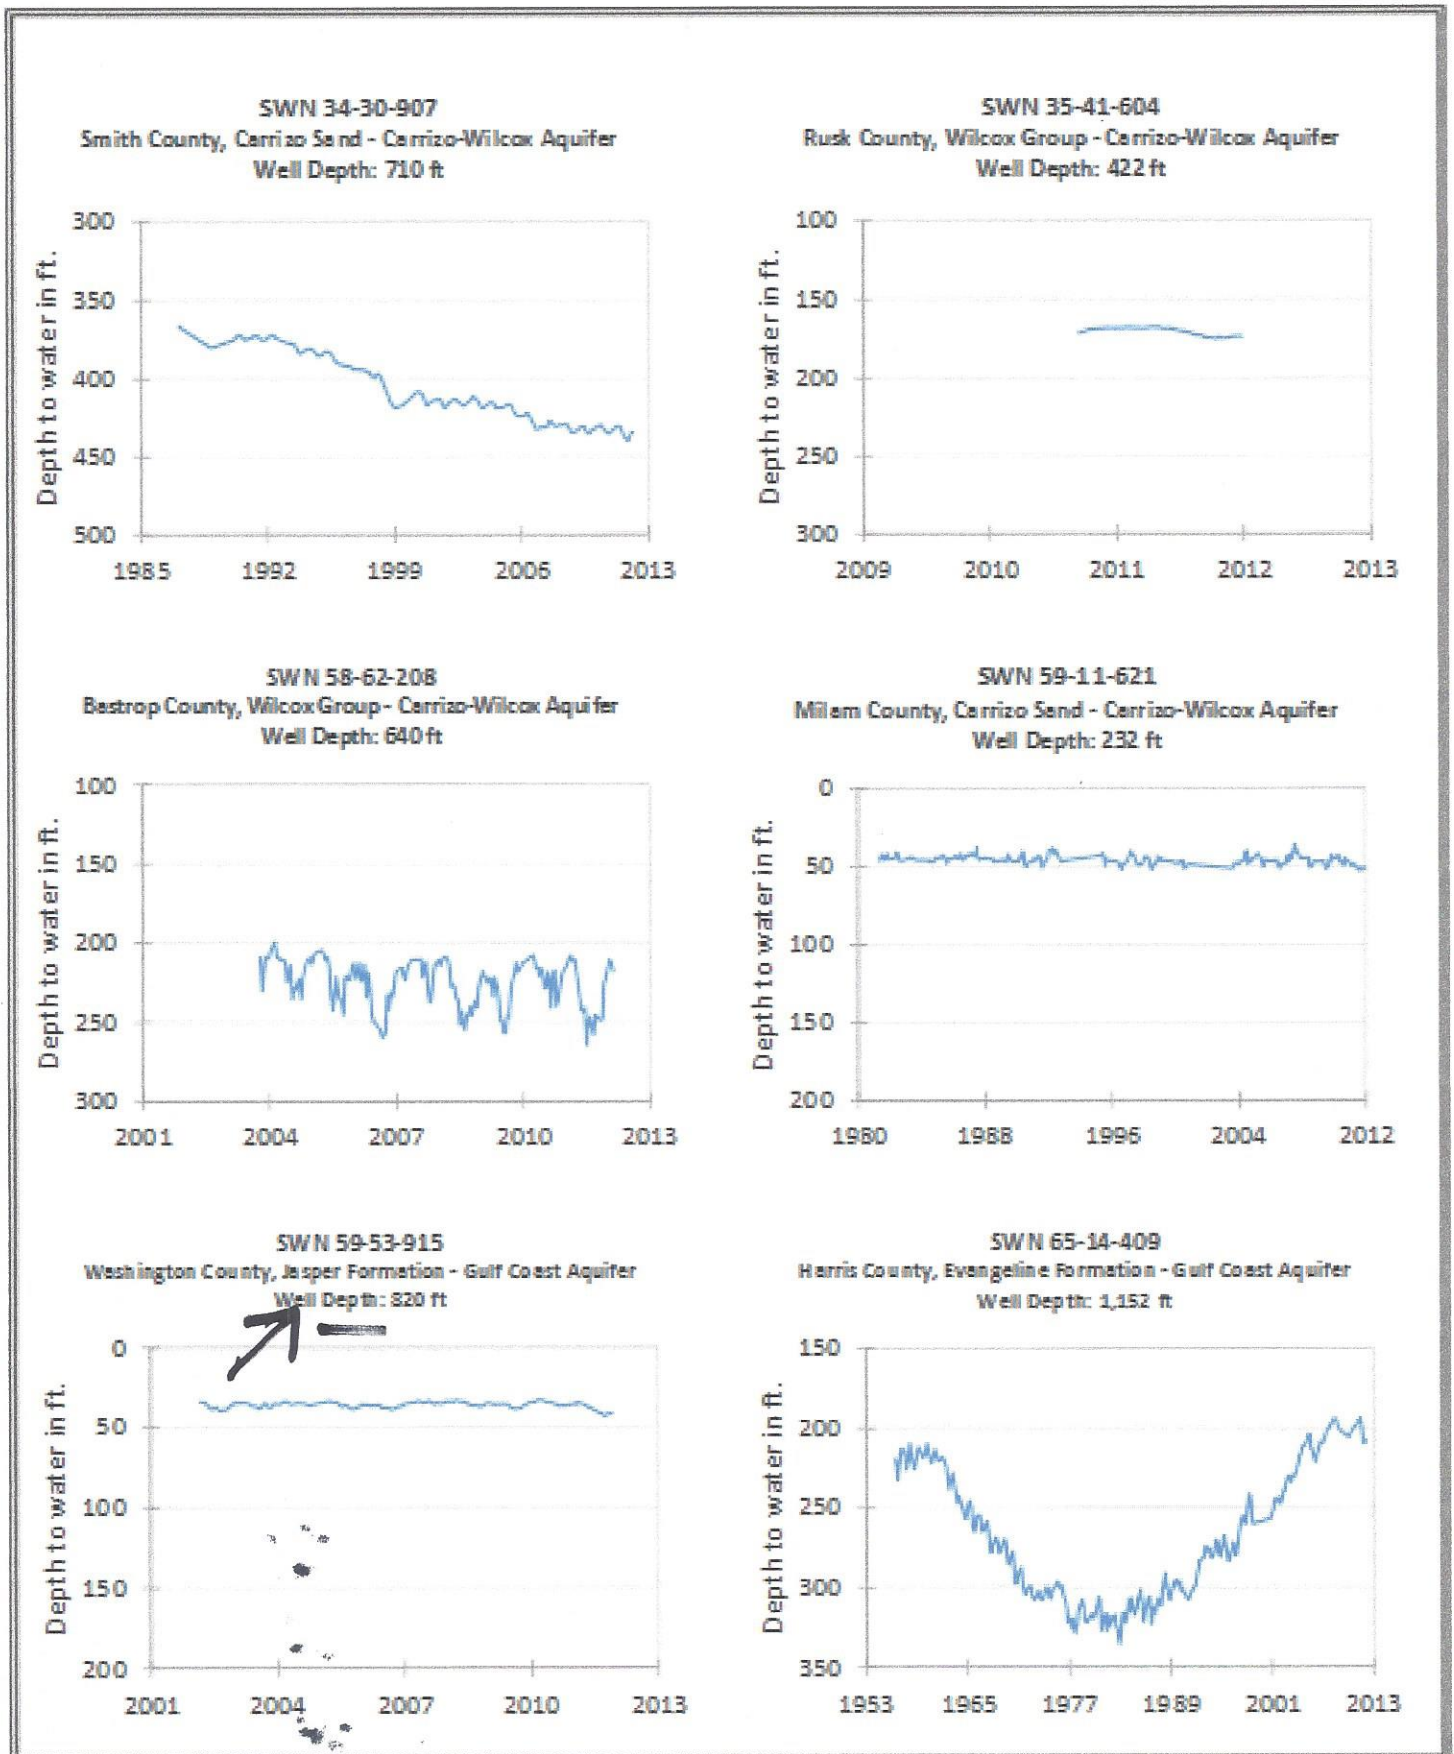 SWN 34-30-907
Smith County, Carrizo Sand - Carrizo-Wilcox Aquifer
Well Depth: 710 ft
Depth to water in ft.
300
350
400
450
500
1985 1992 1999 2006 2013
SWN 35-41-604
Rusk County, Wilcox Group - Carrizo-Wilcox Aquifer
Well Depth: 422 ft
Depth to water in ft.
100
150
200
250
300
2009 2010 2011 2012 2013
SWN 58-62-208
Bastrop County, Wilcox Group - Carrizo-Wilcox Aquifer
Well Depth: 640 ft
Depth to water in ft.
100
150
200
250
300
2001 2004 2007 2010 2013
SWN 59-11-621
Milam County, Carrizo Sand - Carrizo-Wilcox Aquifer
Well Depth: 232 ft
Depth to water in ft.
0
50
100
150
200
1980 1988 1996 2004 2012
SWN 59-53-915
Washington County, Jasper Formation - Gulf Coast Aquifer
Well Depth: 820 ft
Depth to water in ft.
0
50
100
150
200
2001 2004 2007 2010 2013
SWN 65-14-409
Harris County, Evangeline Formation - Gulf Coast Aquifer
Well Depth: 1,152 ft
Depth to water in ft.
150
200
250
300
350
1953 1965 1977 1989 2001 2013